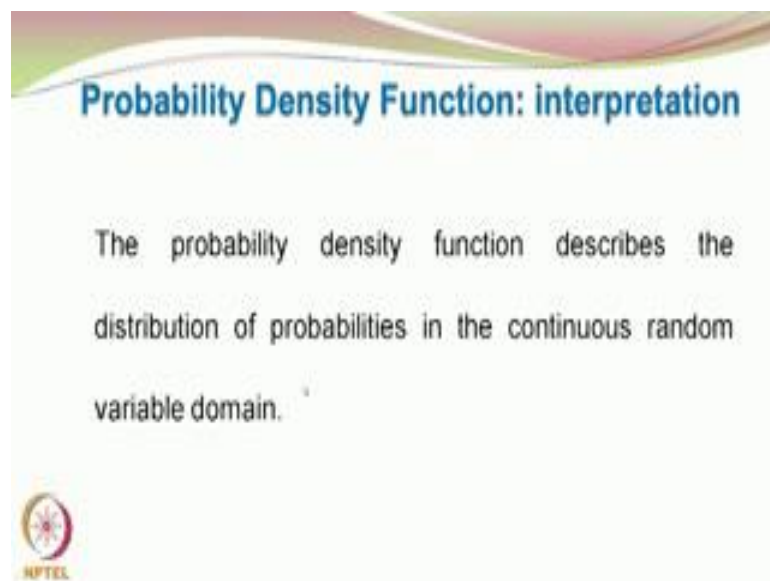 Probability Density Function: interpretation
The probability density function describes the
distribution of probabilities in the continuous random
variable domain.
NPTEL